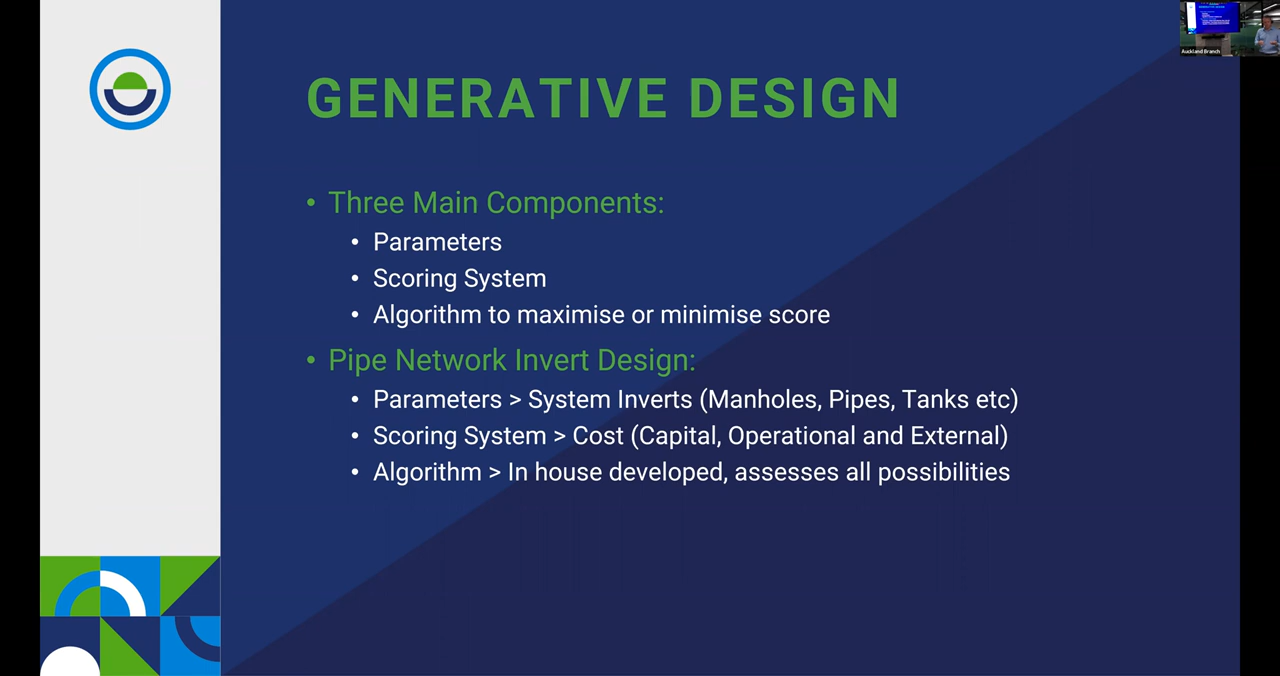 GENERATIVE DESIGN
• Three Main Components:
• Parameters
• Scoring System
• Algorithm to maximise or minimise score
• Pipe Network Invert Design:
• Parameters > System Inverts (Manholes, Pipes, Tanks etc)
• Scoring System > Cost (Capital, Operational and External)
• Algorithm > In house developed, assesses all possibilities
Auckland Branch